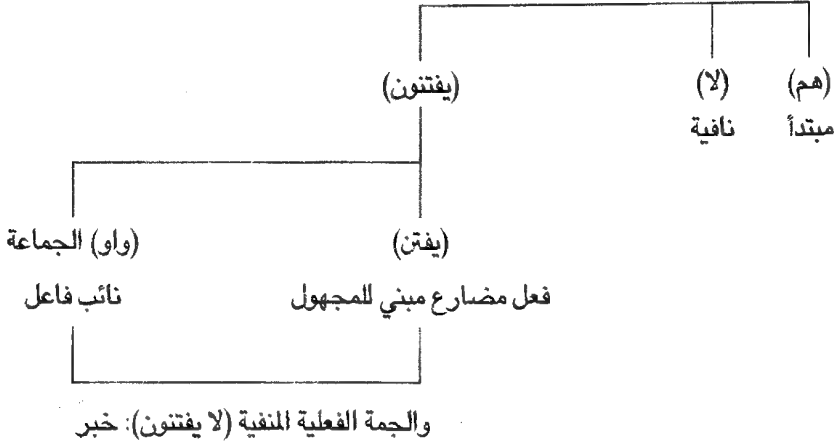 (هم) (لا) (يفتنون)
مبتدأ نافية
(يفتن) (واو) الجماعة
فعل مضارع مبني للمجهول نائب فاعل
والجمة الفعلية المنفية (لا يفتنون): خبر